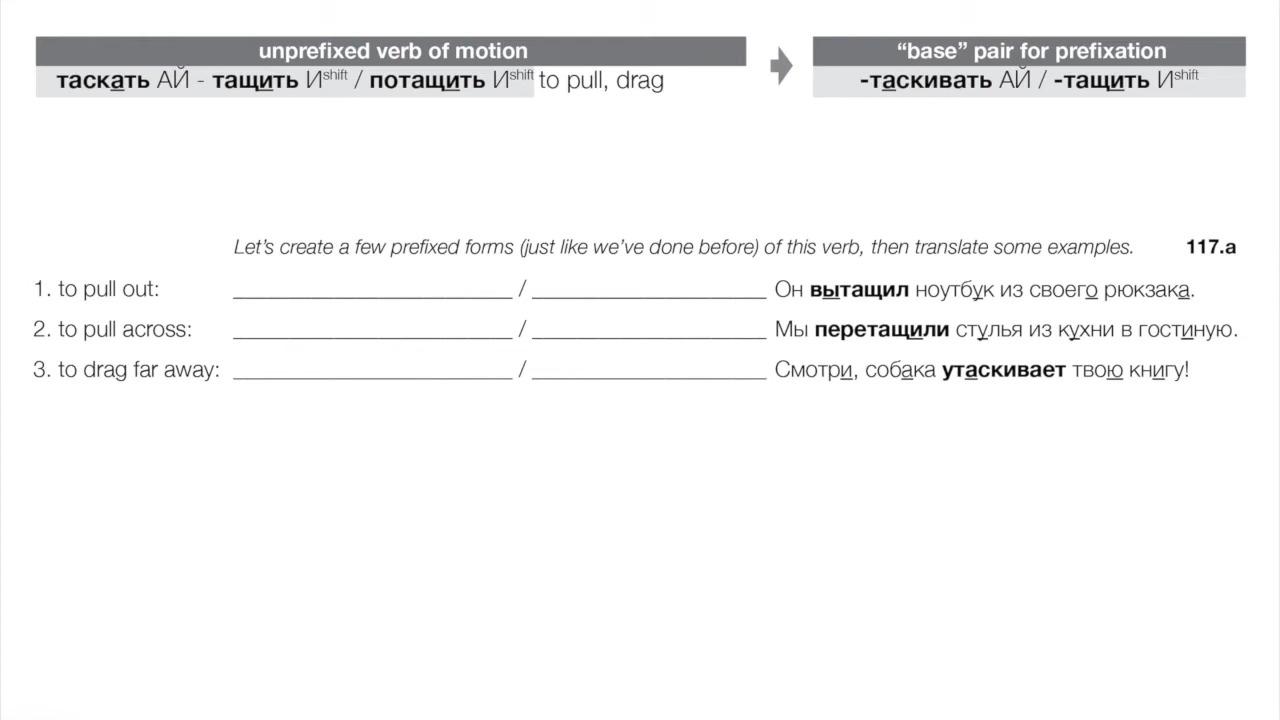 unprefixed verb of motion
“base” pair for prefixation
таскать АЙ - тащить Иshift / потащить Иshift to pull, drag
-таскивать АЙ / -тащить Иshift
Let’s create a few prefixed forms (just like we’ve done before) of this verb, then translate some examples. 117.a
1. to pull out: ____________________ / ____________________ Он вытащил ноутбук из своего рюкзака.
2. to pull across: ____________________ / ____________________ Мы перетащили стулья из кухни в гостиную.
3. to drag far away: ____________________ / ____________________ Смотри, собака утаскивает твою книгу!